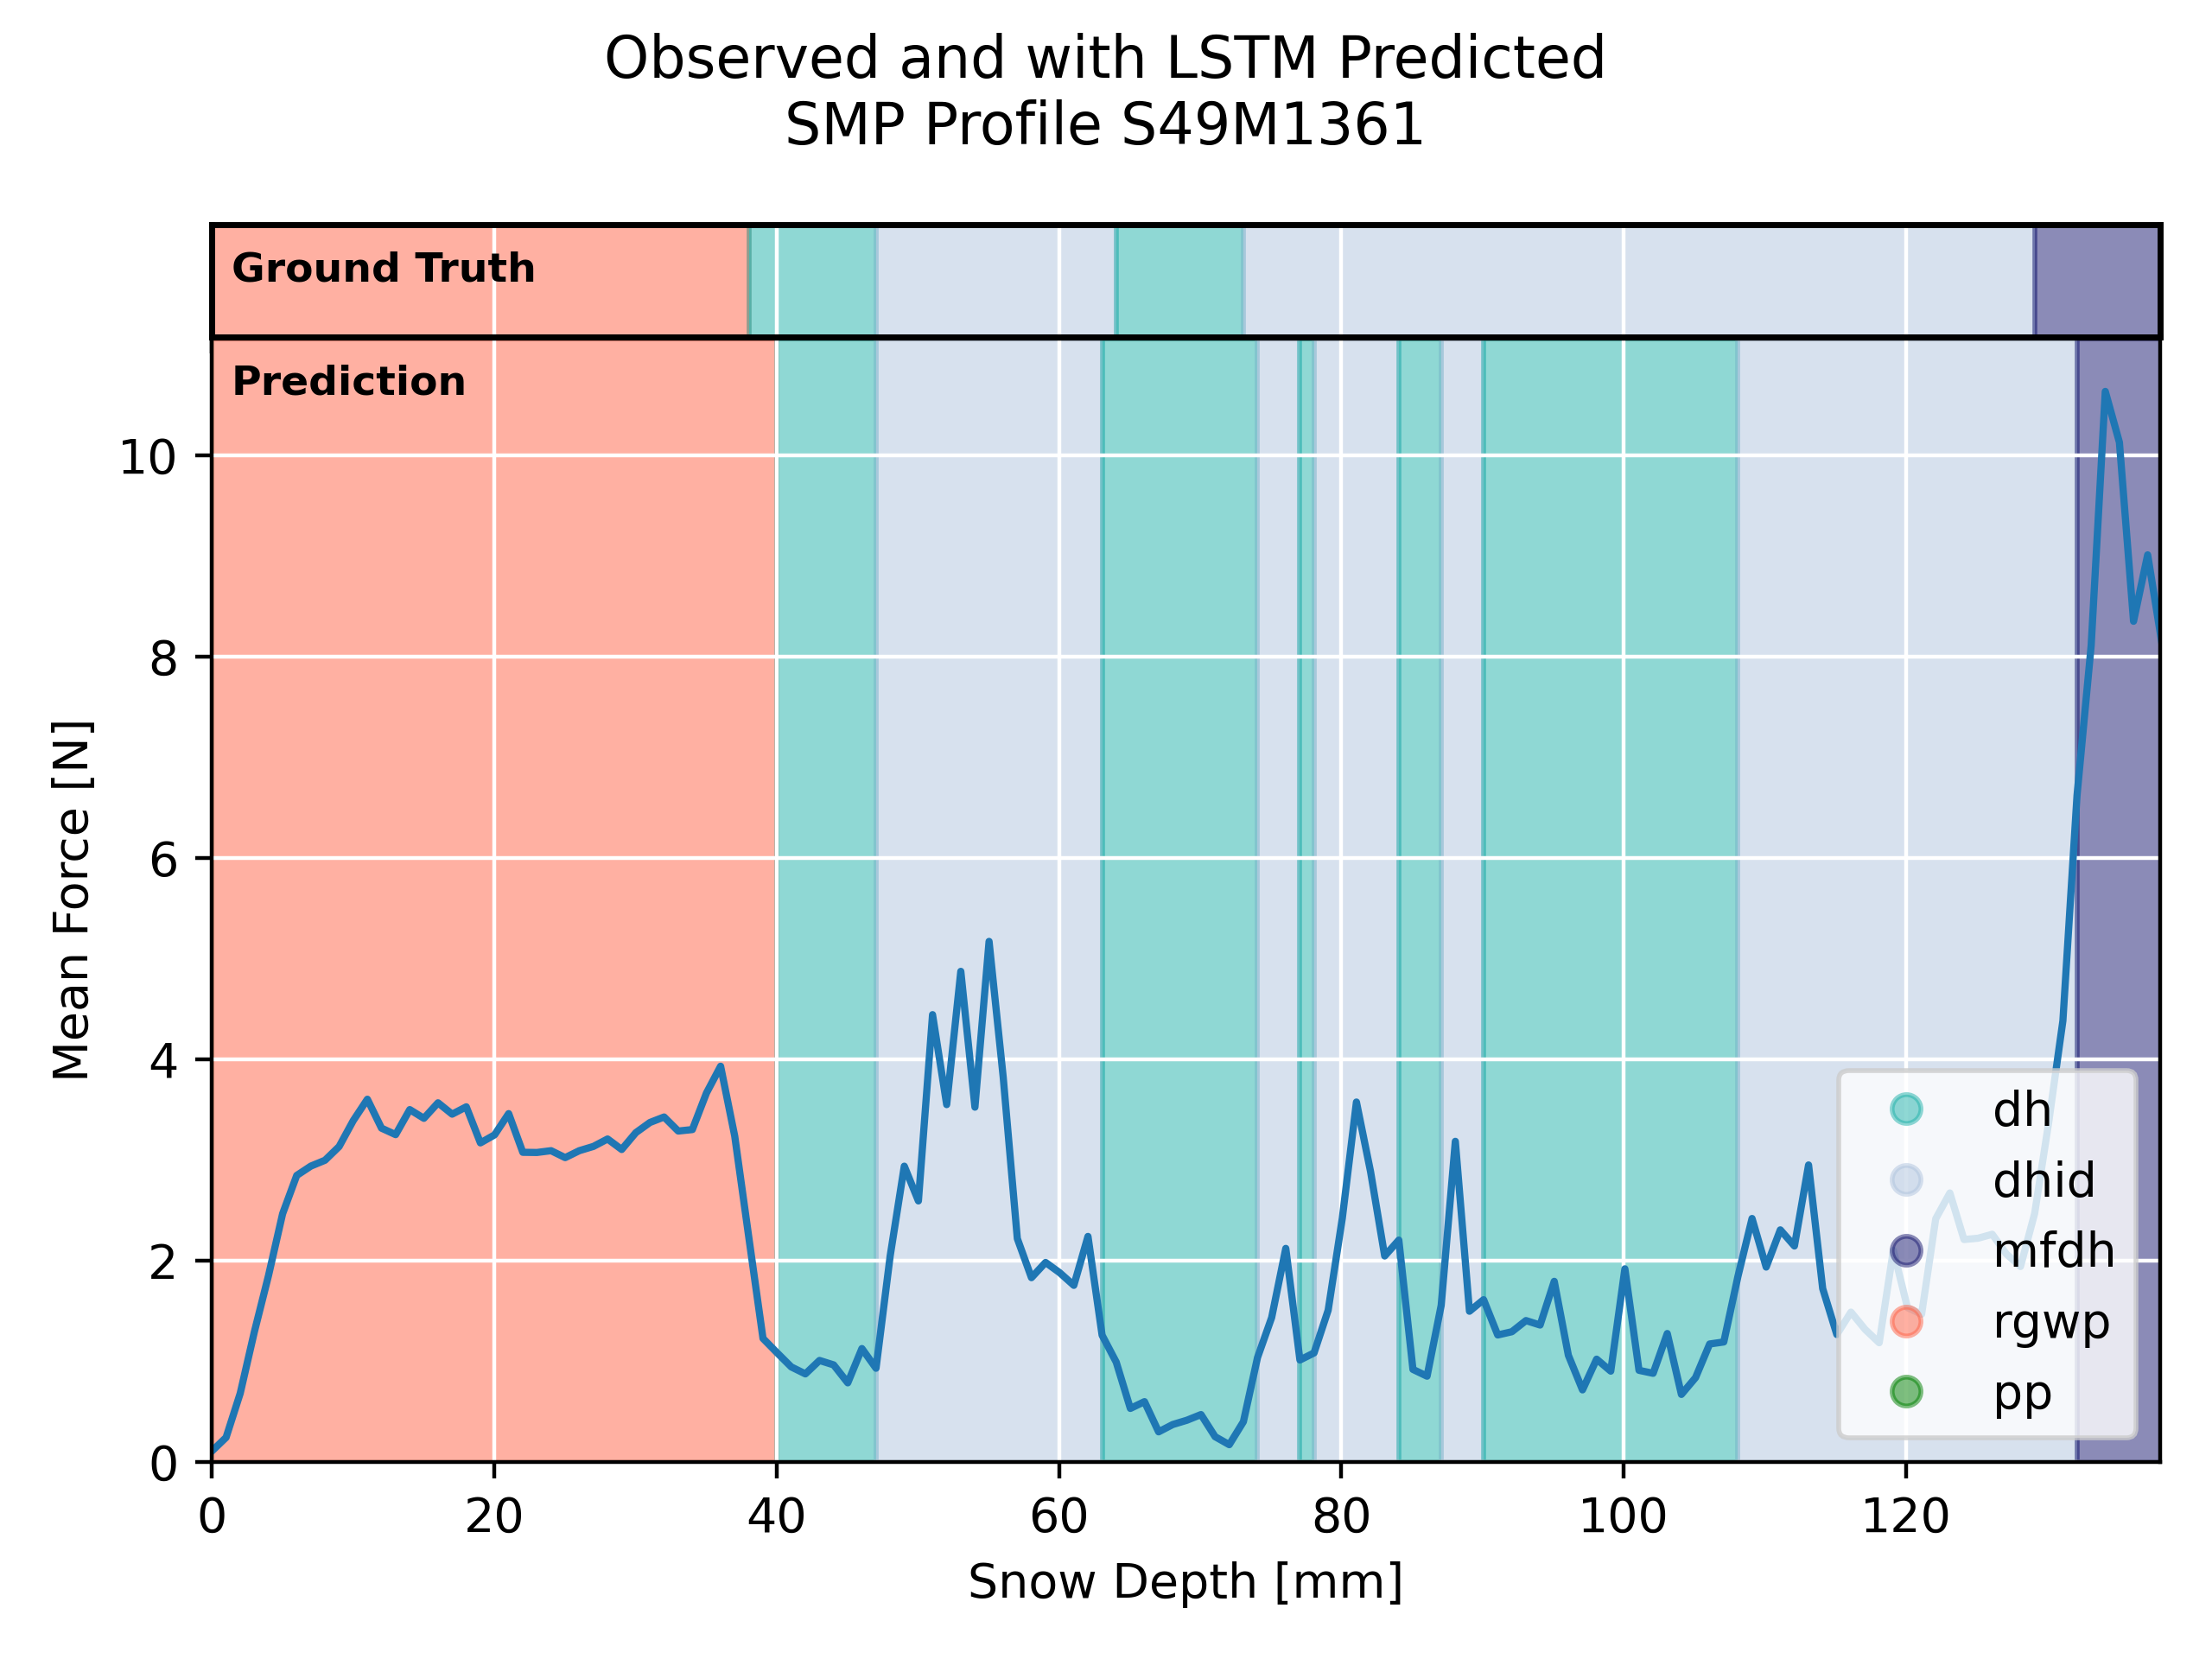 Observed and with LSTM Predicted
SMP Profile S49M1361
Ground Truth
Prediction
10
8
6
4
2
0
Mean Force [N]
dh
dhid
mfdh
rgwp
pp
0 20 40 60 80 100 120
Snow Depth [mm]